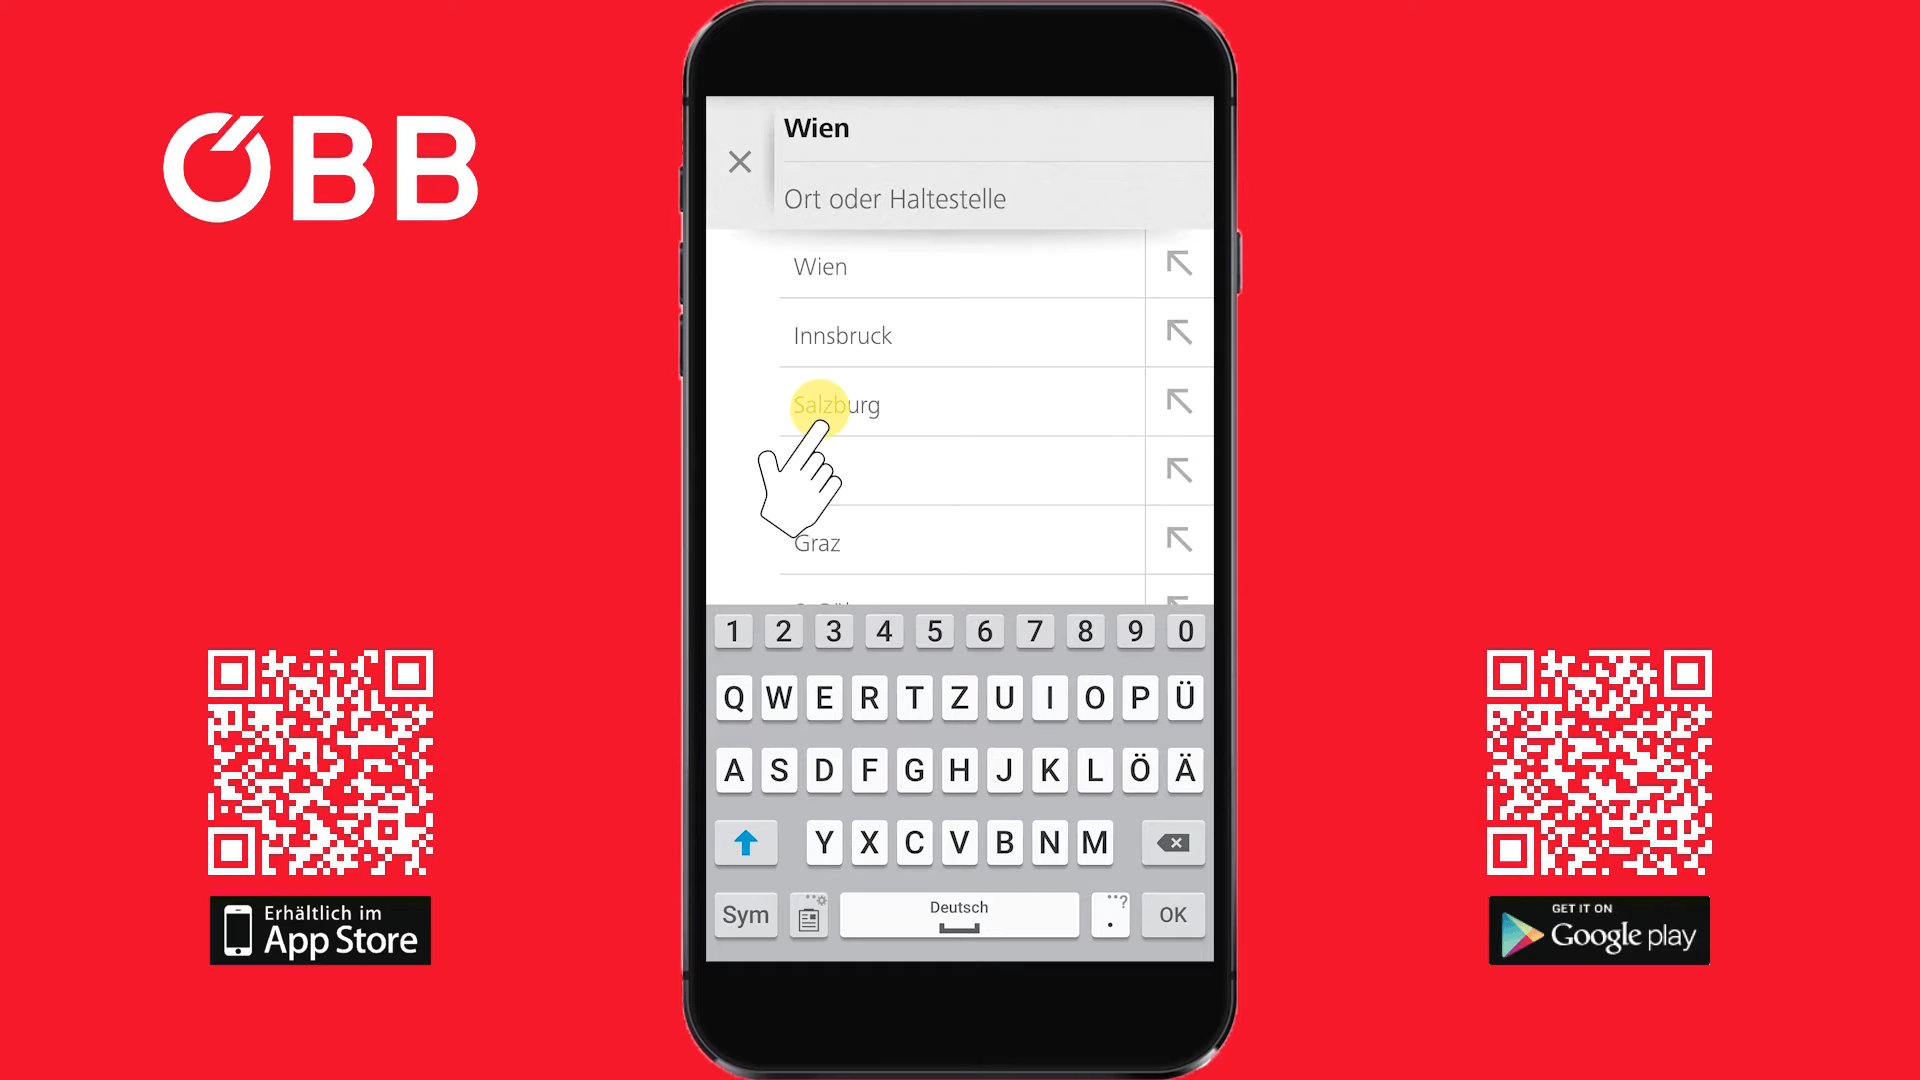 ÖBB
Wien
Ort oder Haltestelle
Wien
Innsbruck
Salzburg
Graz
1 2 3 4 5 6 7 8 9 0
Q W E R T Z U I O P Ü
A S D F G H J K L Ö Ä
Y X C V B N M
Sym Deutsch . ? OK
Erhältlich im
App Store
GET IT ON
Google play